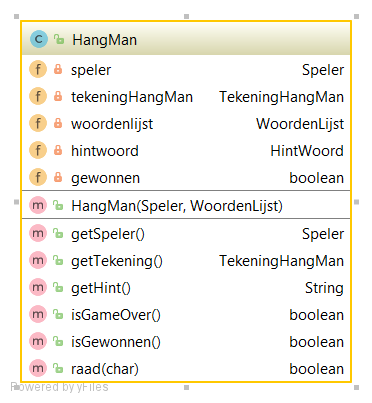 C HangMan
f speler Speler
f tekeningHangMan TekeningHangMan
f woordenlijst WoordenLijst
f hintwoord HintWoord
f gewonnen boolean
m HangMan(Speler, WoordenLijst)
m getSpeler() Speler
m getTekening() TekeningHangMan
m getHint() String
m isGameOver() boolean
m isGewonnen() boolean
m raad(char) boolean
Powered by yFiles